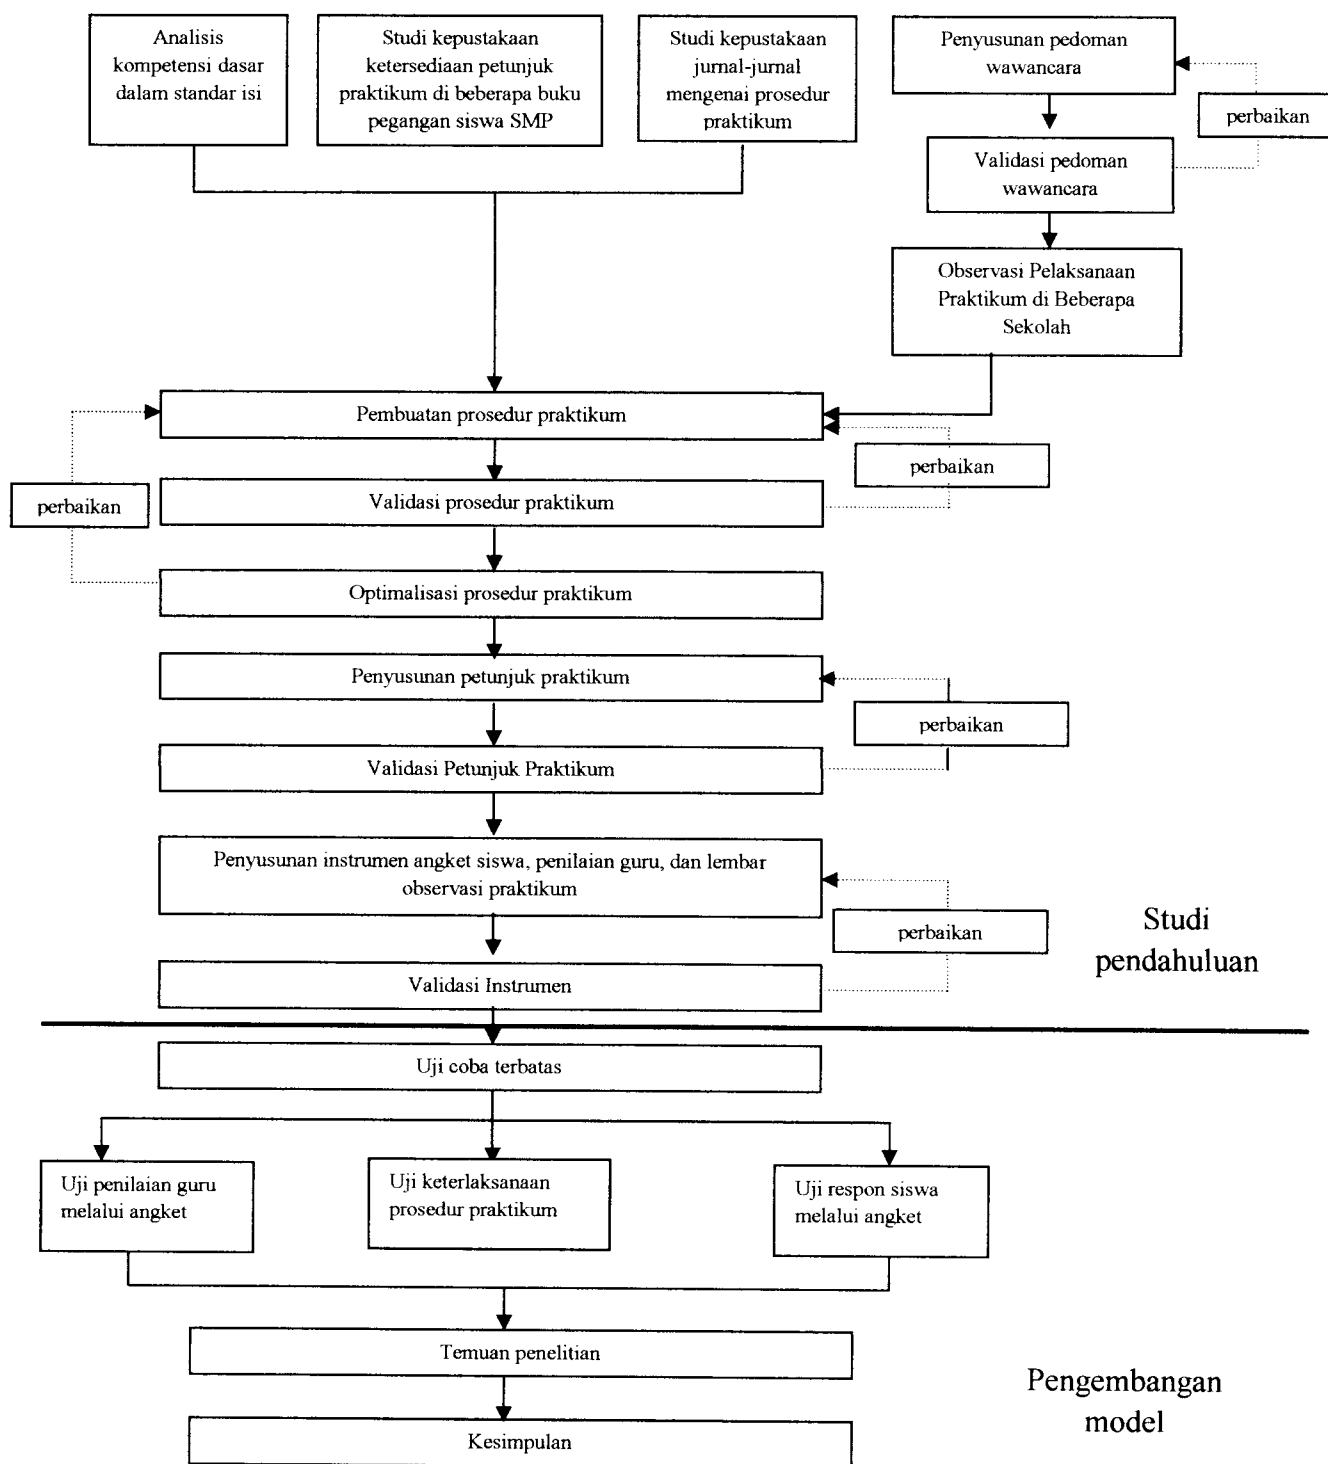 Analisis
kompetensi dasar
dalam standar isi
Studi kepustakaan
ketersediaan petunjuk
praktikum di beberapa buku
pegangan siswa SMP
Studi kepustakaan
jurnal-jurnal
mengenai prosedur
praktikum
Penyusunan pedoman
wawancara
perbaikan
Validasi pedoman
wawancara
Observasi Pelaksanaan
Praktikum di Beberapa
Sekolah
Pembuatan prosedur praktikum
perbaikan
Validasi prosedur praktikum
perbaikan
Optimalisasi prosedur praktikum
Penyusunan petunjuk praktikum
perbaikan
Validasi Petunjuk Praktikum
Penyusunan instrumen angket siswa, penilaian guru, dan lembar
observasi praktikum
perbaikan
Validasi Instrumen
Studi
pendahuluan
Uji coba terbatas
Uji penilaian guru
melalui angket
Uji keterlaksanaan
prosedur praktikum
Uji respon siswa
melalui angket
Temuan penelitian
Kesimpulan
Pengembangan
model